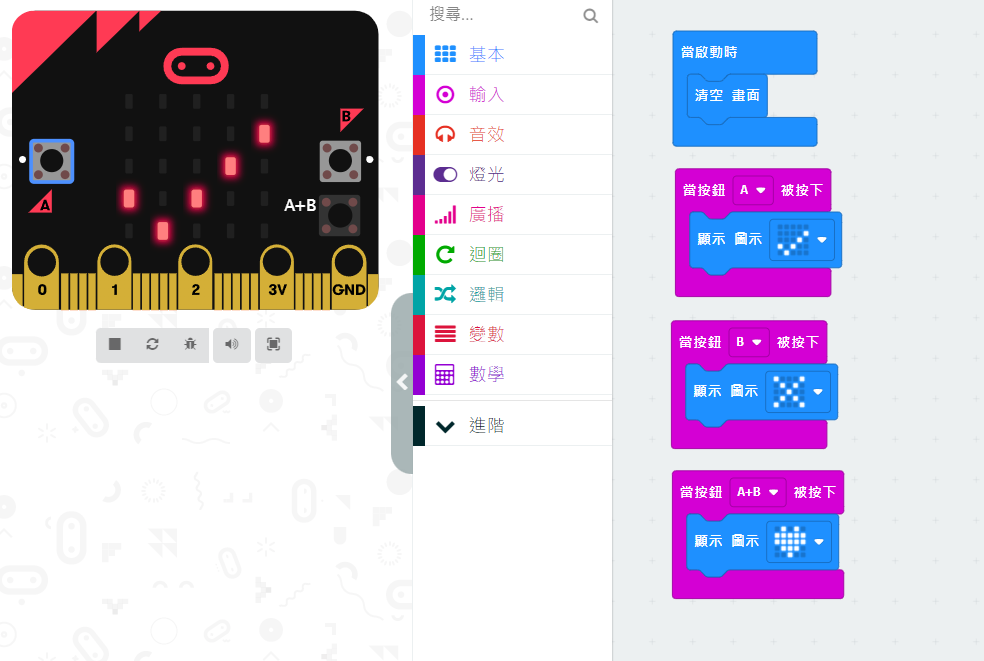 搜尋...
B
A
A+B
0
1
2
3V
GND
基本
輸入
音效
燈光
廣播
迴圈
邏輯
變數
數學
進階
當啟動時
清空 畫面
當按鈕 A 被按下
顯示 圖示
當按鈕 B 被按下
顯示 圖示
當按鈕 A+B 被按下
顯示 圖示